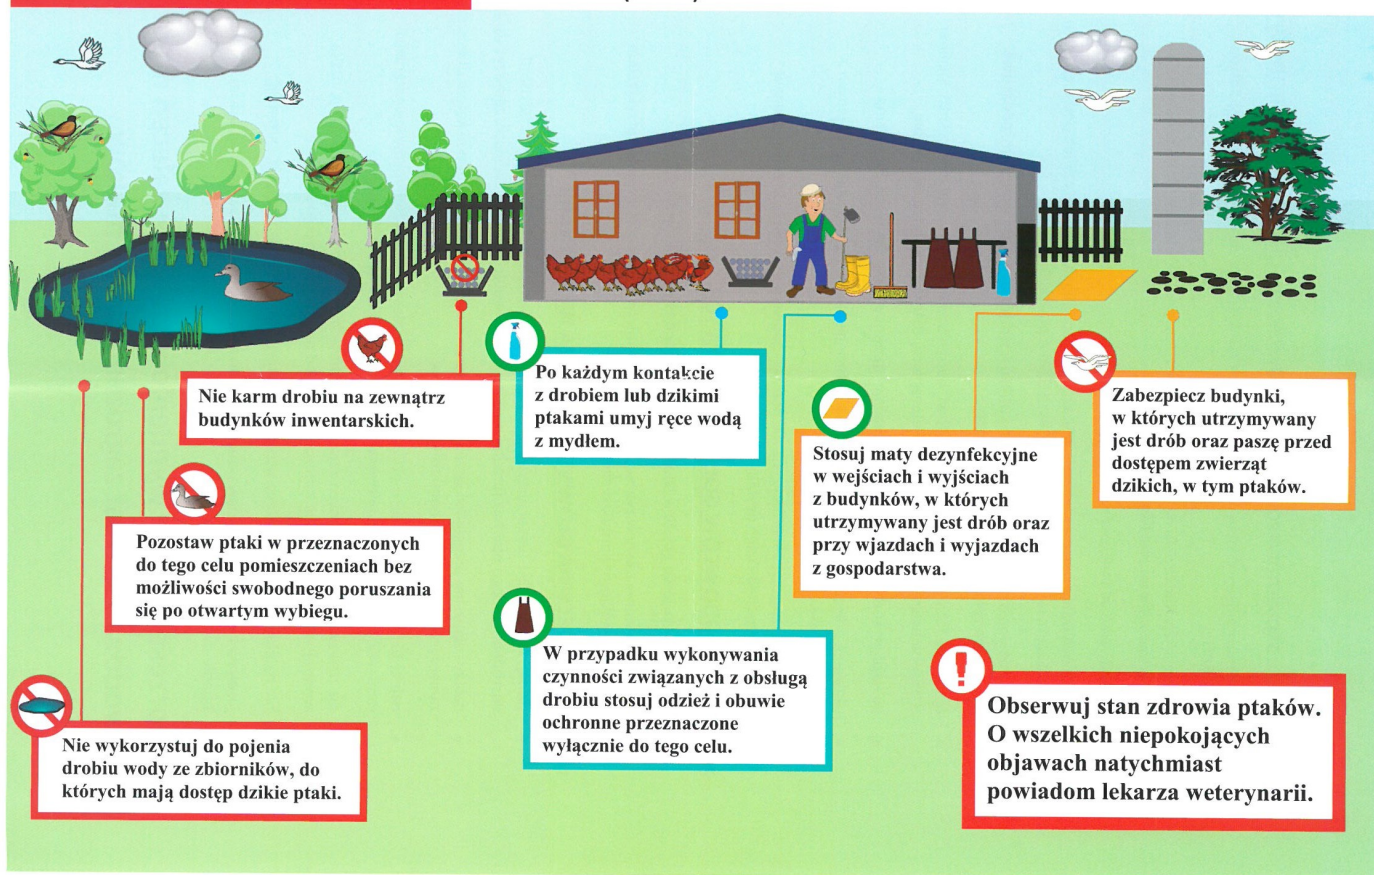 Nie karm drobiu na zewnątrz
budynków inwentarskich.
Po każdym kontakcie
z drobiem lub dzikimi
ptakami umyj ręce wodą
z mydłem.
Stosuj maty dezynfekcyjne
w wejściach i wyjściach
z budynków, w których
utrzymywany jest drób oraz
przy wjazdach i wyjazdach
z gospodarstwa.
Zabezpiecz budynki,
w których utrzymywany
jest drób oraz paszę przed
dostępem zwierząt
dzikich, w tym ptaków.
Pozostaw ptaki w przeznaczonych
do tego celu pomieszczeniach bez
możliwości swobodnego poruszania
się po otwartym wybiegu.
W przypadku wykonywania
czynności związanych z obsługą
drobiu stosuj odzież i obuwie
ochronne przeznaczone
wyłącznie do tego celu.
Nie wykorzystuj do pojenia
drobiu wody ze zbiorników, do
których mają dostęp dzikie ptaki.
!
Obserwuj stan zdrowia ptaków.
O wszelkich niepokojących
objawach natychmiast
powiadom lekarza weterynarii.